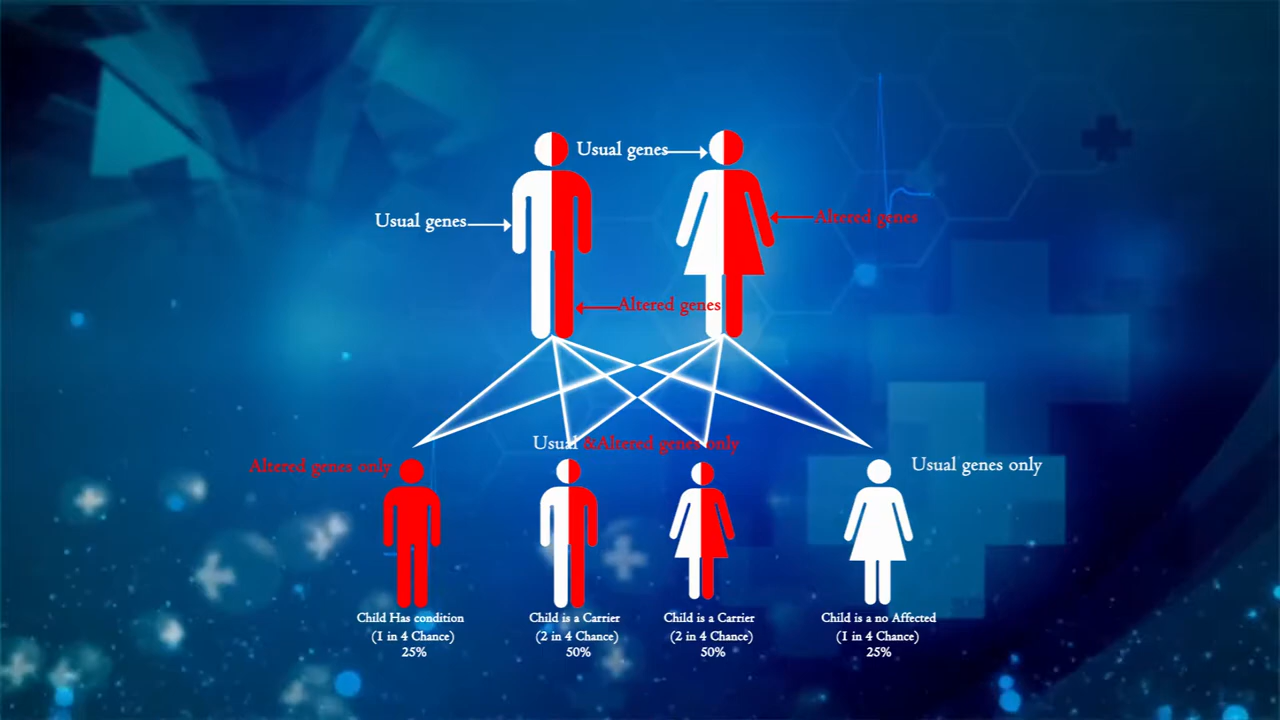 Usual genes
Usual genes
Altered genes
Altered genes
Usual &Altered genes only
Altered genes only
Usual genes only
Child Has condition
(1 in 4 Chance)
25%
Child is a Carrier
(2 in 4 Chance)
50%
Child is a Carrier
(2 in 4 Chance)
50%
Child is a no Affected
(1 in 4 Chance)
25%